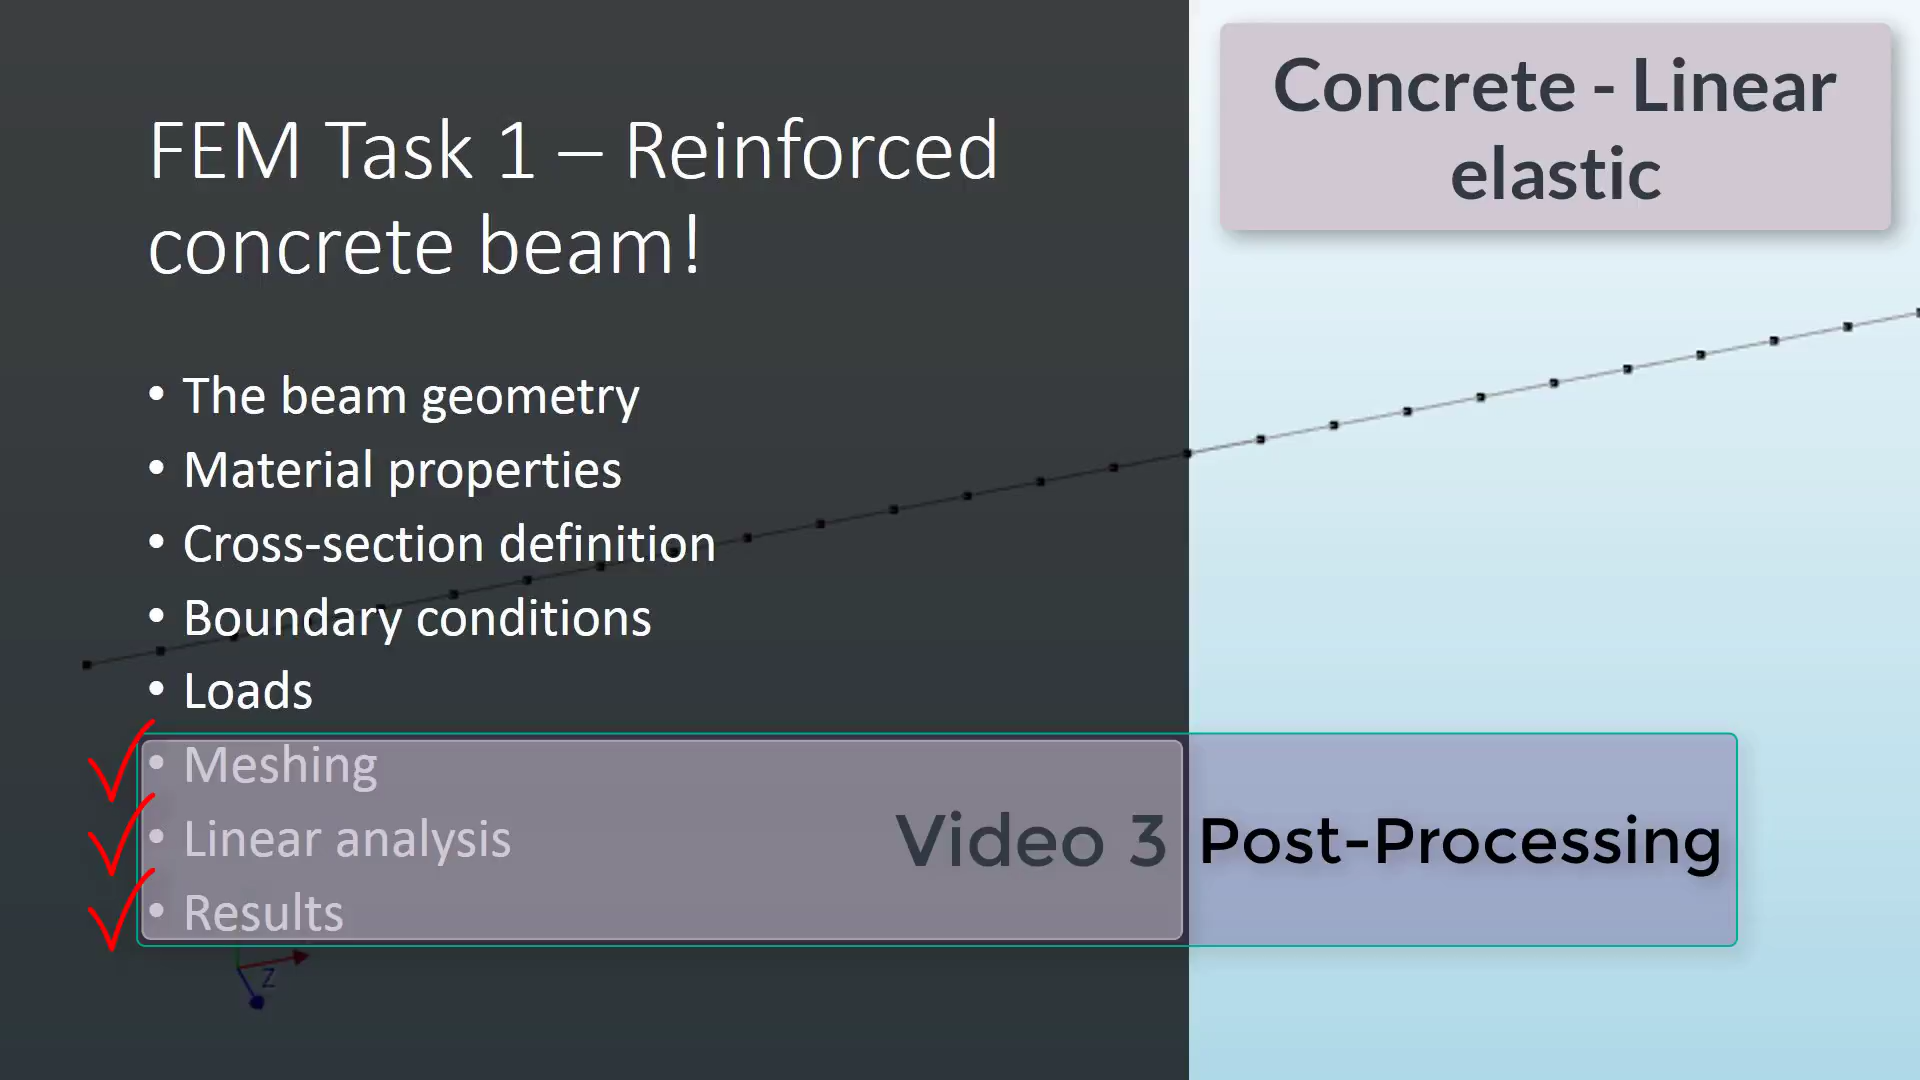 Concrete - Linear
elastic
FEM Task 1 – Reinforced
concrete beam!
• The beam geometry
• Material properties
• Cross-section definition
• Boundary conditions
• Loads
• Meshing
• Linear analysis
• Results
Video 3
Post-Processing
Z